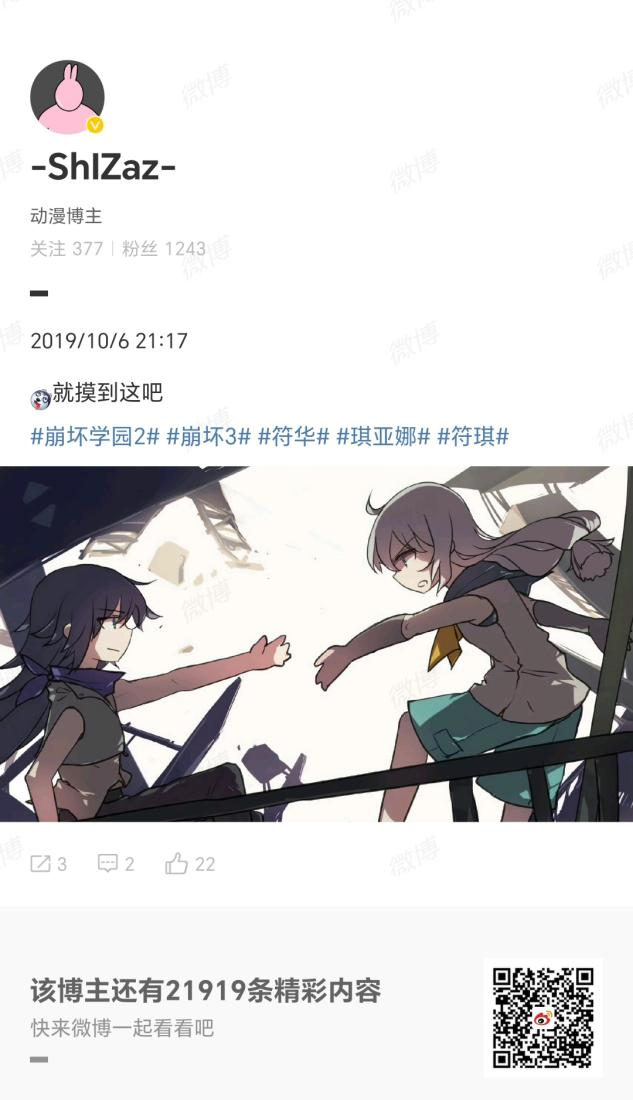 -ShIZaz-
动漫博主
关注 377 | 粉丝 1243
2019/10/6 21:17
就摸到这吧
#崩坏学园2# #崩坏3# #符华# #琪亚娜# #符琪#
3 2 22
该博主还有21919条精彩内容
快来微博一起看看吧
微博